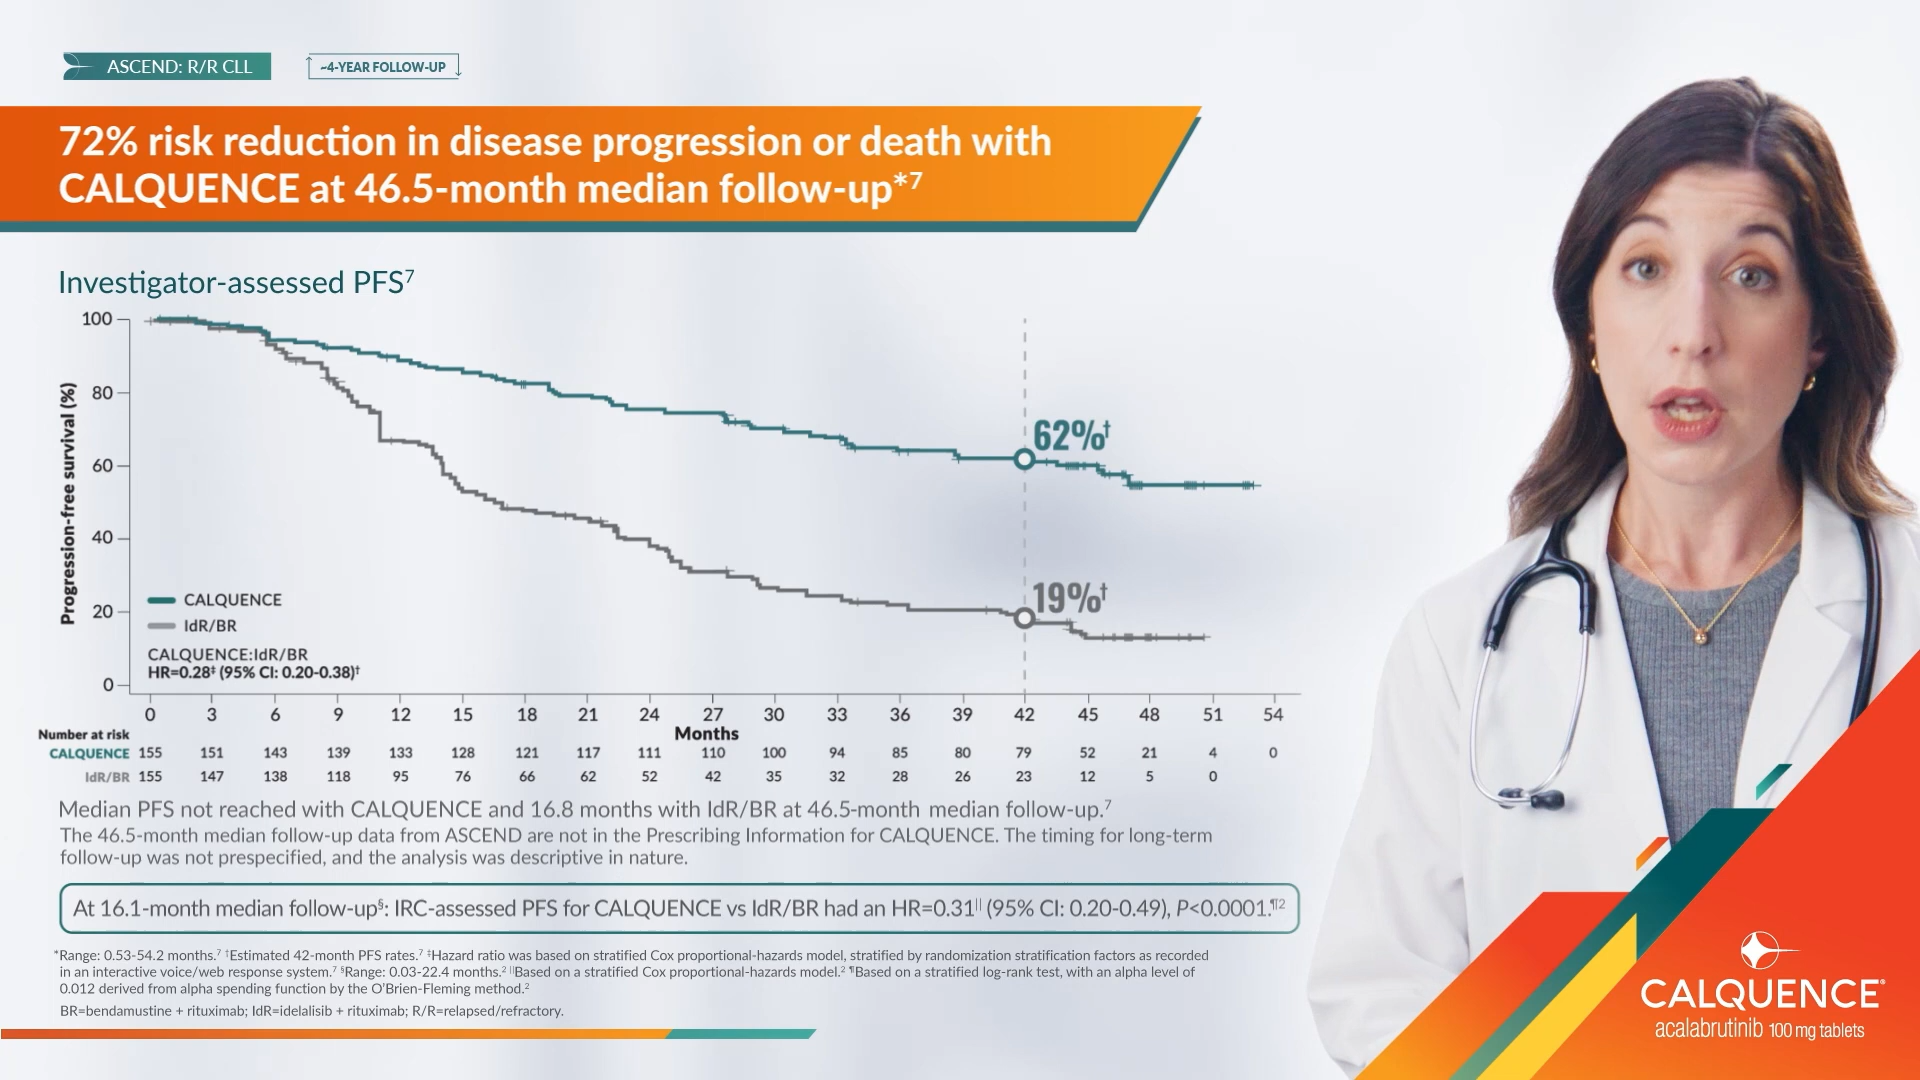 ASCEND: R/R CLL
~4-YEAR FOLLOW-UP
72% risk reduction in disease progression or death with
CALQUENCE at 46.5-month median follow-up*7
Investigator-assessed PFS7
Progression-free survival (%)
100
80
60
40
20
0
62%†
19%†
CALQUENCE
IdR/BR
CALQUENCE:IdR/BR
HR=0.28‡ (95% CI: 0.20-0.38)†
0 3 6 9 12 15 18 21 24 27 30 33 36 39 42 45 48 51 54
Months
Number at risk
CALQUENCE 155 151 143 139 133 128 121 117 111 110 100 94 85 80 79 52 21 4 0
IdR/BR 155 147 138 118 95 76 66 62 52 42 35 32 28 26 23 12 5 0
Median PFS not reached with CALQUENCE and 16.8 months with IdR/BR at 46.5-month median follow-up.7
The 46.5-month median follow-up data from ASCEND are not in the Prescribing Information for CALQUENCE. The timing for long-term
follow-up was not prespecified, and the analysis was descriptive in nature.
At 16.1-month median follow-up§: IRC-assessed PFS for CALQUENCE vs IdR/BR had an HR=0.31|| (95% CI: 0.20-0.49), P<0.0001.¶2
*Range: 0.53-54.2 months.7 †Estimated 42-month PFS rates.7 ‡Hazard ratio was based on stratified Cox proportional-hazards model, stratified by randomization stratification factors as recorded
in an interactive voice/web response system.7 §Range: 0.03-22.4 months.2 ||Based on a stratified Cox proportional-hazards model.2 ¶Based on a stratified log-rank test, with an alpha level of
0.012 derived from alpha spending function by the O'Brien-Fleming method.2
BR=bendamustine + rituximab; IdR=idelalisib + rituximab; R/R=relapsed/refractory.
CALQUENCE®
acalabrutinib 100 mg tablets